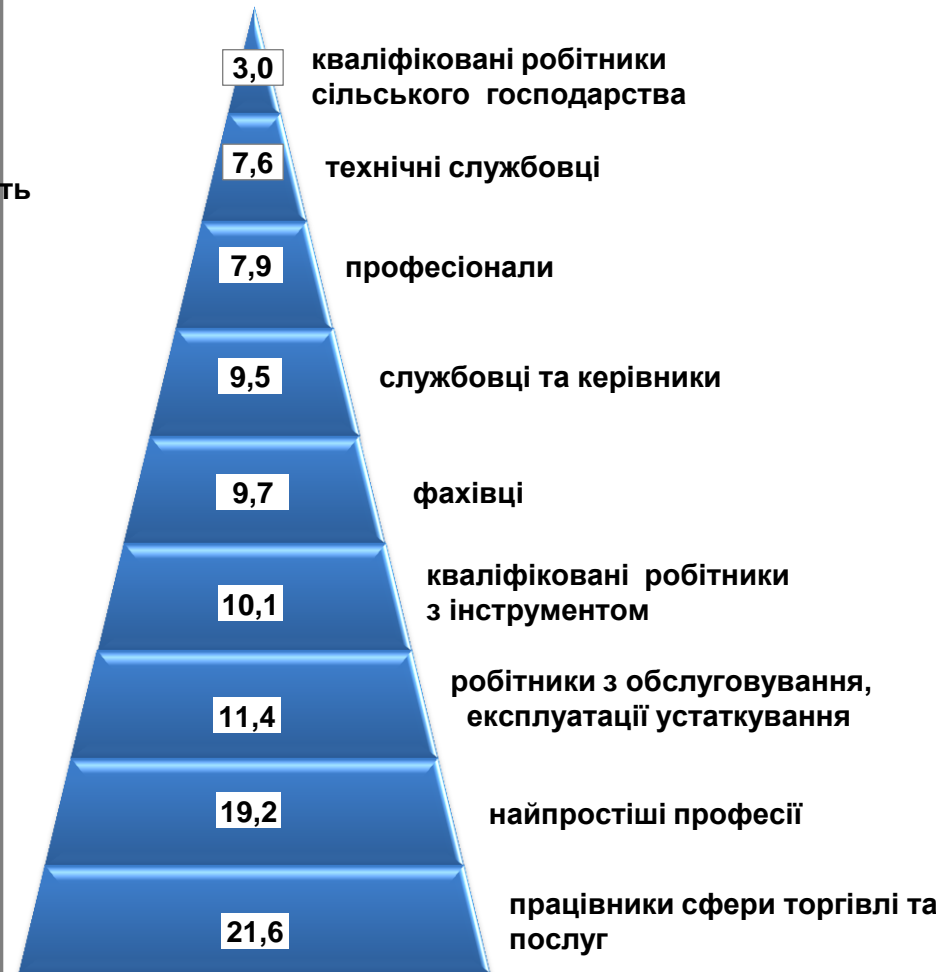 3,0
кваліфіковані робітники
сільського господарства
7,6
технічні службовці
ть
7,9
професіонали
9,5
службовці та керівники
9,7
фахівці
10,1
кваліфіковані робітники
з інструментом
11,4
робітники з обслуговування,
експлуатації устаткування
19,2
найпростіші професії
21,6
працівники сфери торгівлі та
послуг